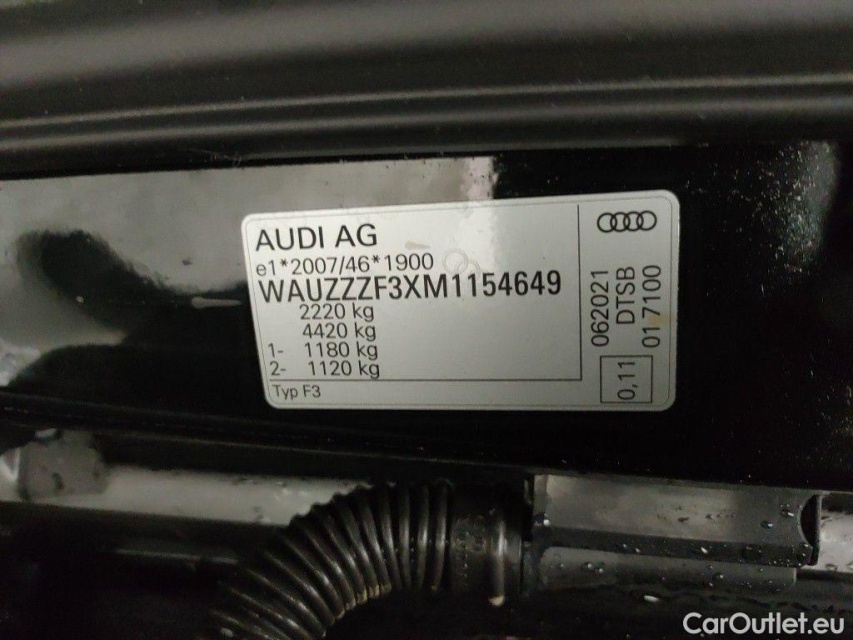 AUDI AG
e1*2007/46*1900
WAUZZZF3XM1154649
2220 kg
4420 kg
1- 1180 kg
2- 1120 kg
Typ F3
062021
DTSB
017100
0,11
CarOutlet.eu